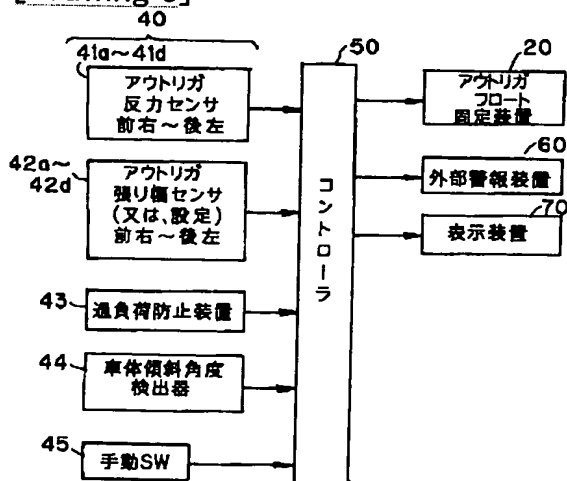 40
41a～41d
アウトリガ
反力センサ
前右～後左
42a～
42d
アウトリガ
張り幅センサ
(又は、設定)
前右～後左
43
過負荷防止装置
44
車体傾斜角度
検出器
45
手動SW
50
コントローラ
20
アウトリガ
フロート
固定装置
60
外部警報装置
70
表示装置